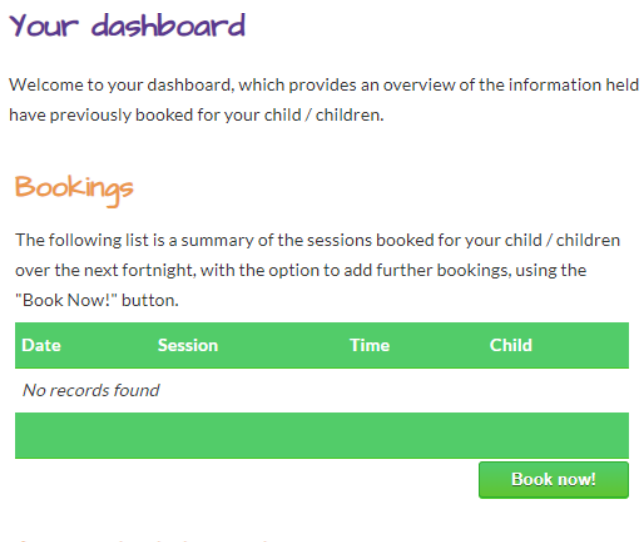 Your dashboard
Welcome to your dashboard, which provides an overview of the information held
have previously booked for your child / children.
Bookings
The following list is a summary of the sessions booked for your child / children
over the next fortnight, with the option to add further bookings, using the
"Book Now!" button.
Date Session Time Child
No records found
Book now!